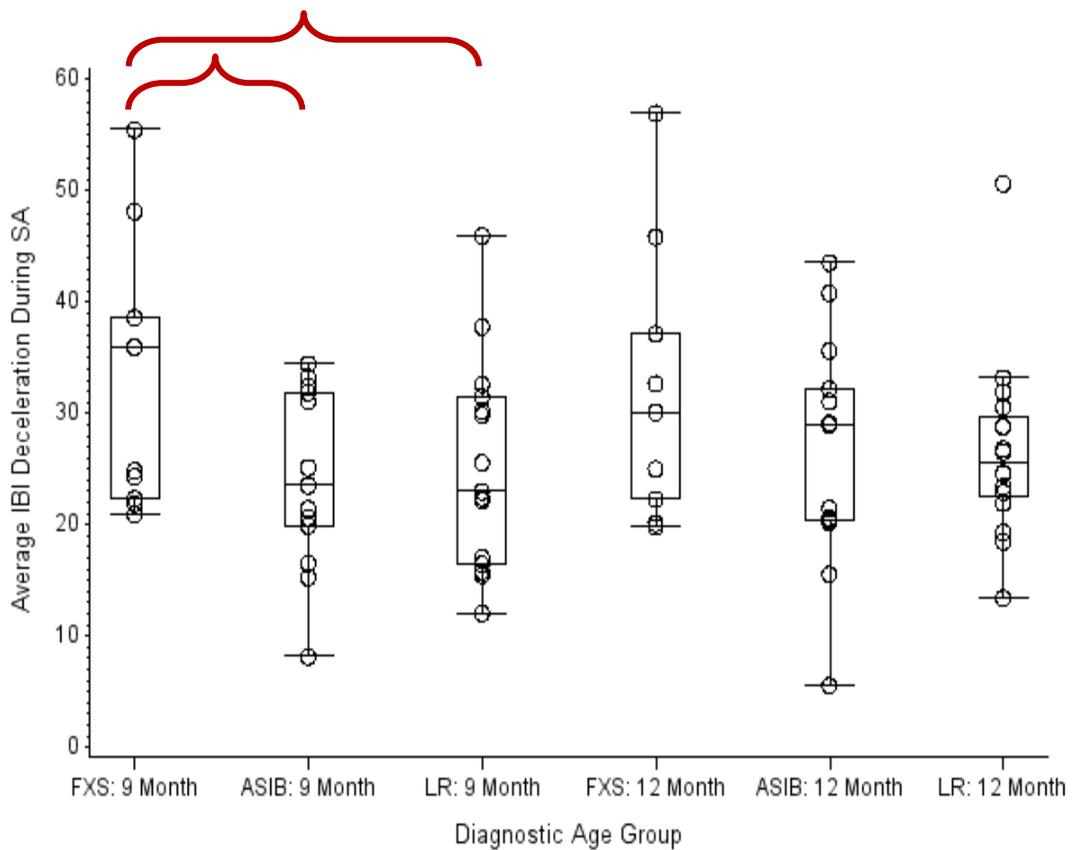 60
50
40
30
20
10
0
Average IBI Deceleration During SA
FXS: 9 Month ASIB: 9 Month LR: 9 Month FXS: 12 Month ASIB: 12 Month LR: 12 Month
Diagnostic Age Group